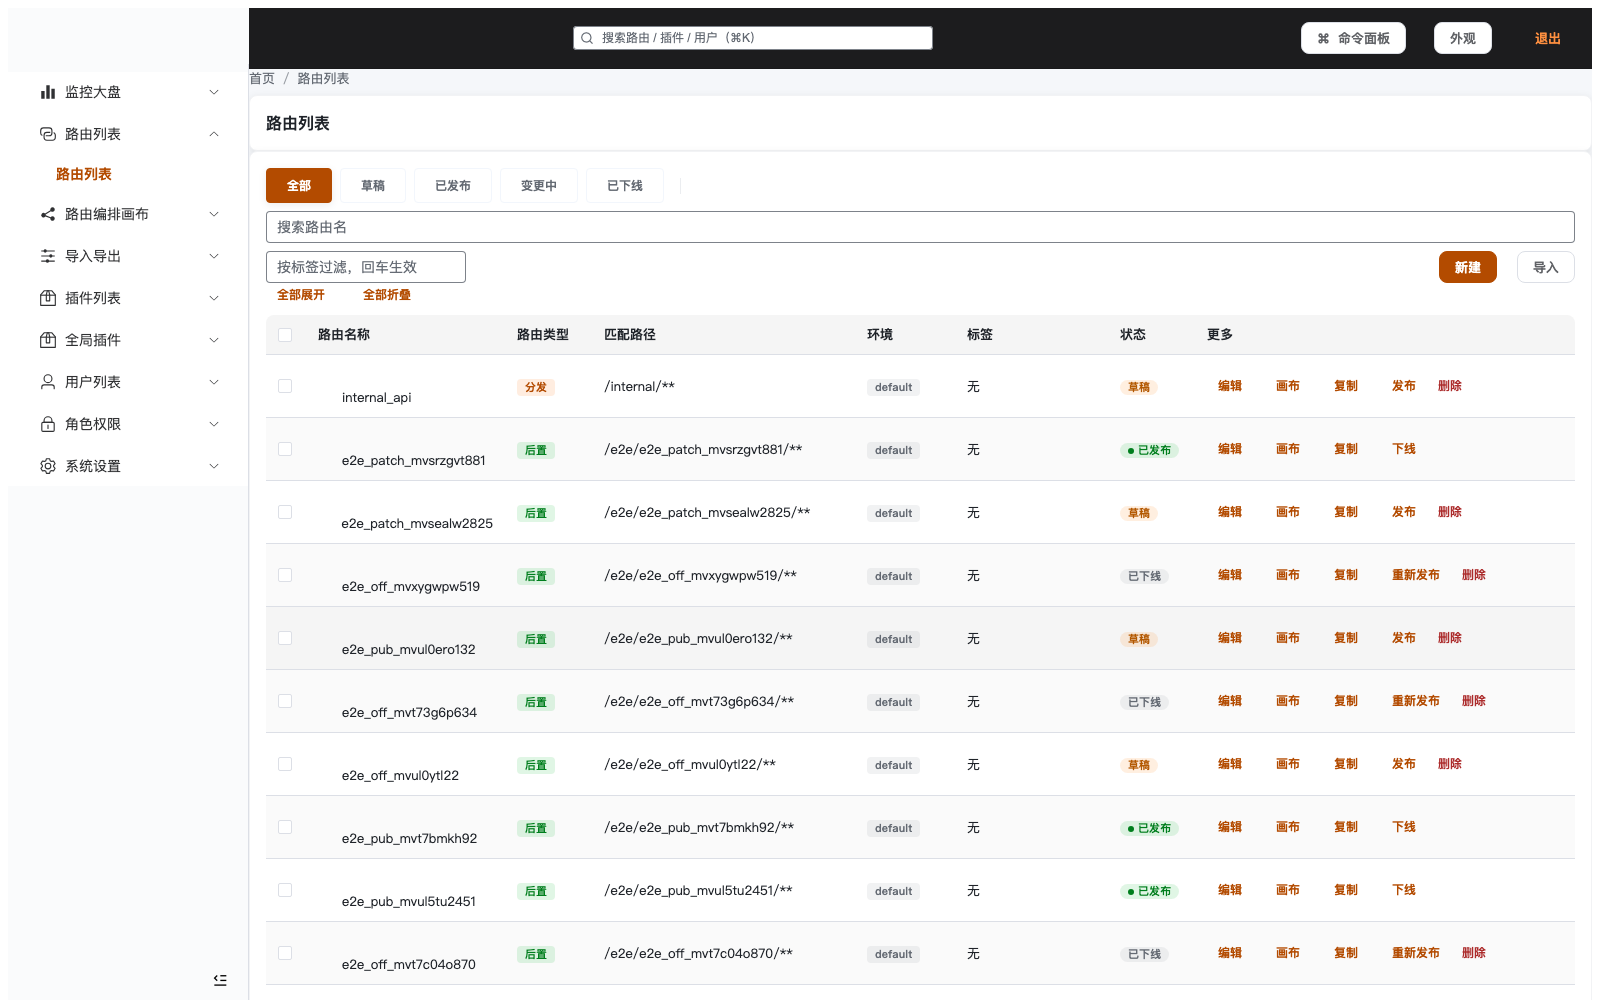 搜索路由 / 插件 / 用户（⌘K）
⌘ 命令面板
外观
退出
监控大盘
路由列表
路由列表
路由编排画布
导入导出
插件列表
全局插件
用户列表
角色权限
系统设置
首页 / 路由列表
路由列表
全部 草稿 已发布 变更中 已下线
搜索路由名
按标签过滤，回车生效
新建 导入
全部展开 全部折叠
路由名称 路由类型 匹配路径 环境 标签 状态 更多
internal_api 分发 /internal/** default 无 草稿 编辑 画布 复制 发布 删除
e2e_patch_mvsrzgvt881 后置 /e2e/e2e_patch_mvsrzgvt881/** default 无 已发布 编辑 画布 复制 下线
e2e_patch_mvsealw2825 后置 /e2e/e2e_patch_mvsealw2825/** default 无 草稿 编辑 画布 复制 发布 删除
e2e_off_mvxygwpw519 后置 /e2e/e2e_off_mvxygwpw519/** default 无 已下线 编辑 画布 复制 重新发布 删除
e2e_pub_mvul0ero132 后置 /e2e/e2e_pub_mvul0ero132/** default 无 草稿 编辑 画布 复制 发布 删除
e2e_off_mvt73g6p634 后置 /e2e/e2e_off_mvt73g6p634/** default 无 已下线 编辑 画布 复制 重新发布 删除
e2e_off_mvul0ytl22 后置 /e2e/e2e_off_mvul0ytl22/** default 无 草稿 编辑 画布 复制 发布 删除
e2e_pub_mvt7bmkh92 后置 /e2e/e2e_pub_mvt7bmkh92/** default 无 已发布 编辑 画布 复制 下线
e2e_pub_mvul5tu2451 后置 /e2e/e2e_pub_mvul5tu2451/** default 无 已发布 编辑 画布 复制 下线
e2e_off_mvt7c04o870 后置 /e2e/e2e_off_mvt7c04o870/** default 无 已下线 编辑 画布 复制 重新发布 删除